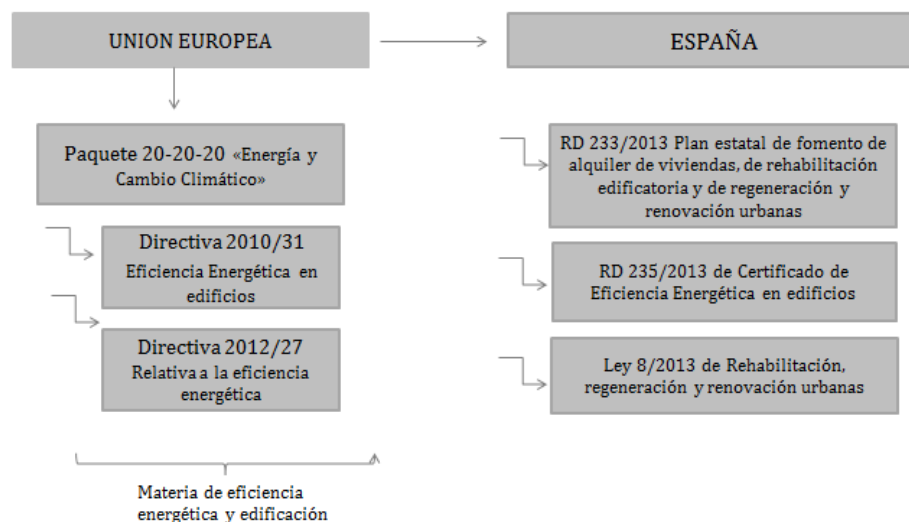 UNION EUROPEA
ESPAÑA
Paquete 20-20-20 «Energía y
Cambio Climático»
Directiva 2010/31
Eficiencia Energética en
edificios
Directiva 2012/27
Relativa a la eficiencia
energética
Materia de eficiencia
energética y edificación
RD 233/2013 Plan estatal de fomento de
alquiler de viviendas, de rehabilitación
edificatoria y de regeneración y
renovación urbanas
RD 235/2013 de Certificado de
Eficiencia Energética en edificios
Ley 8/2013 de Rehabilitación,
regeneración y renovación urbanas